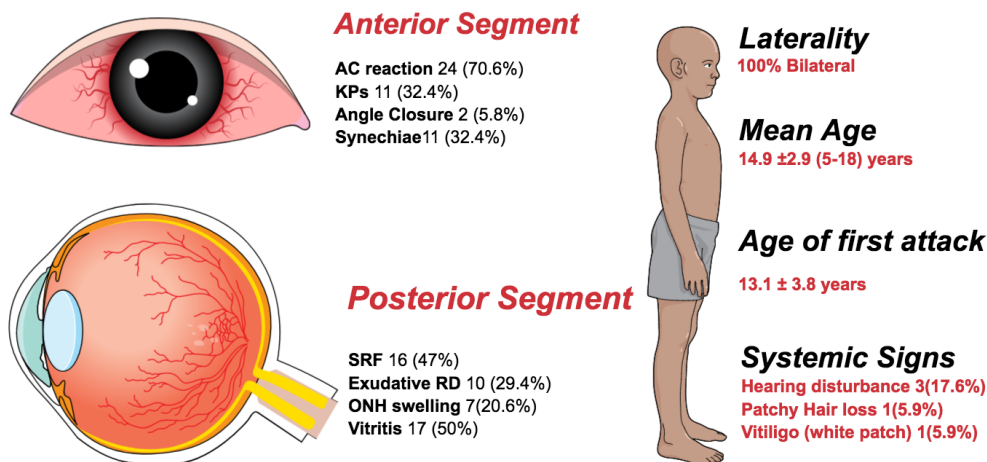 Anterior Segment
AC reaction 24 (70.6%)
KPs 11 (32.4%)
Angle Closure 2 (5.8%)
Synechiae11 (32.4%)
Posterior Segment
SRF 16 (47%)
Exudative RD 10 (29.4%)
ONH swelling 7(20.6%)
Vitritis 17 (50%)
Laterality
100% Bilateral
Mean Age
14.9 ±2.9 (5-18) years
Age of first attack
13.1 ± 3.8 years
Systemic Signs
Hearing disturbance 3(17.6%)
Patchy Hair loss 1(5.9%)
Vitiligo (white patch) 1(5.9%)